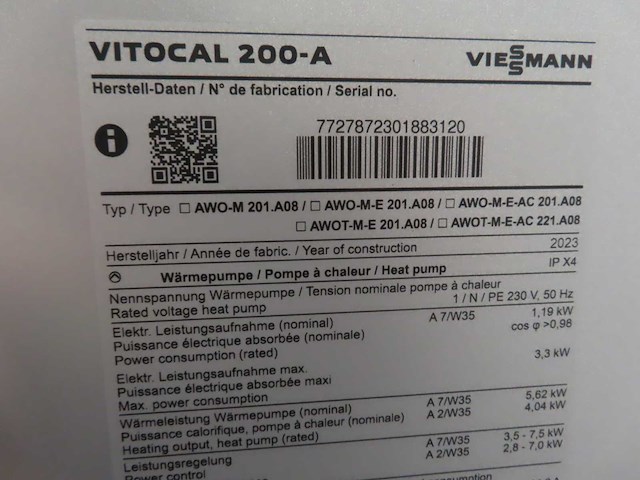 VITOCAL 200-A VIESSMANN
Herstell-Daten / N° de fabrication / Serial no.
7727872301883120
Typ / Type ☐ AWO-M 201.A08 / ☐ AWO-M-E 201.A08 / ☐ AWO-M-E-AC 201.A08
☐ AWOT-M-E 201.A08 / ☐ AWOT-M-E-AC 221.A08
Herstelljahr / Année de fabric. / Year of construction 2023
Wärmepumpe / Pompe à chaleur / Heat pump IP X4
Nennspannung Wärmepumpe / Tension nominale pompe à chaleur
Rated voltage heat pump 1 / N / PE 230 V, 50 Hz
Elektr. Leistungsaufnahme (nominal) A 7/W35 1,19 kW
Puissance électrique absorbée (nominale) cos φ >0,98
Power consumption (rated)
Elektr. Leistungsaufnahme max. 3,3 kW
Puissance électrique absorbée maxi
Max. power consumption
Wärmeleistung Wärmepumpe (nominal) A 7/W35 5,62 kW
Puissance calorifique, pompe à chaleur (nominale) A 2/W35 4,04 kW
Heating output, heat pump (rated)
Leistungsregelung A 7/W35 3,5 - 7,5 kW
A 2/W35 2,8 - 7,0 kW